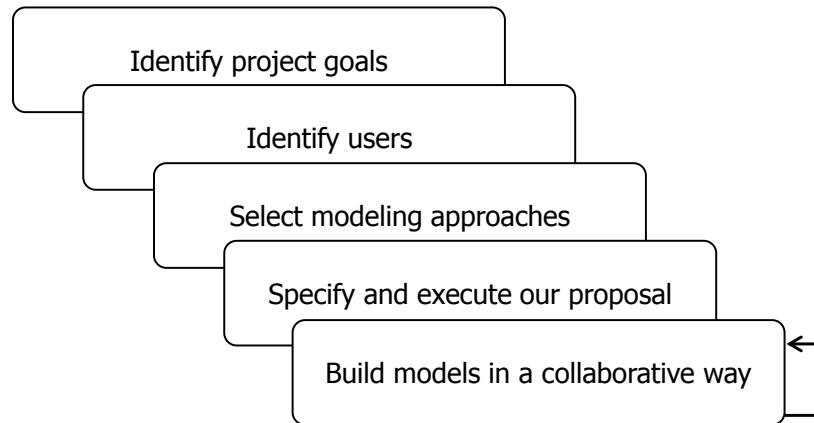 Identify project goals
Identify users
Select modeling approaches
Specify and execute our proposal
Build models in a collaborative way